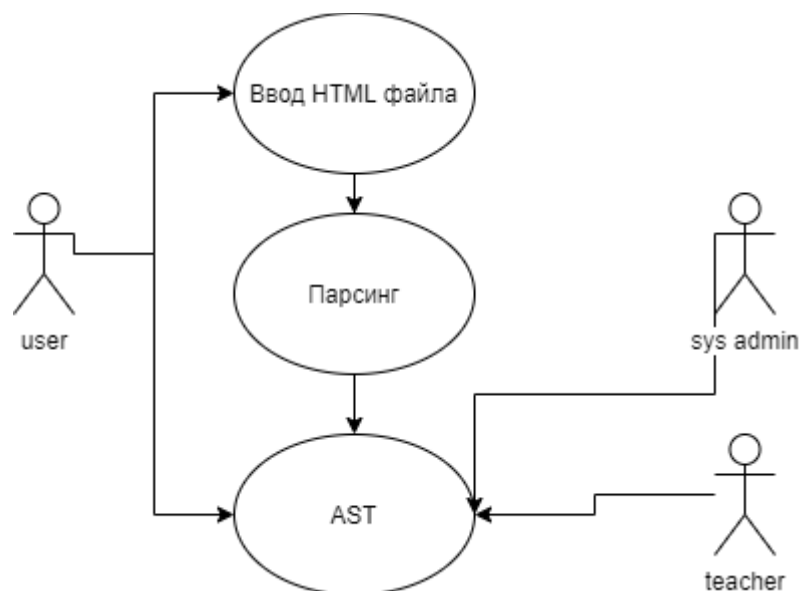 Ввод HTML файла
Парсинг
user
sys admin
AST
teacher